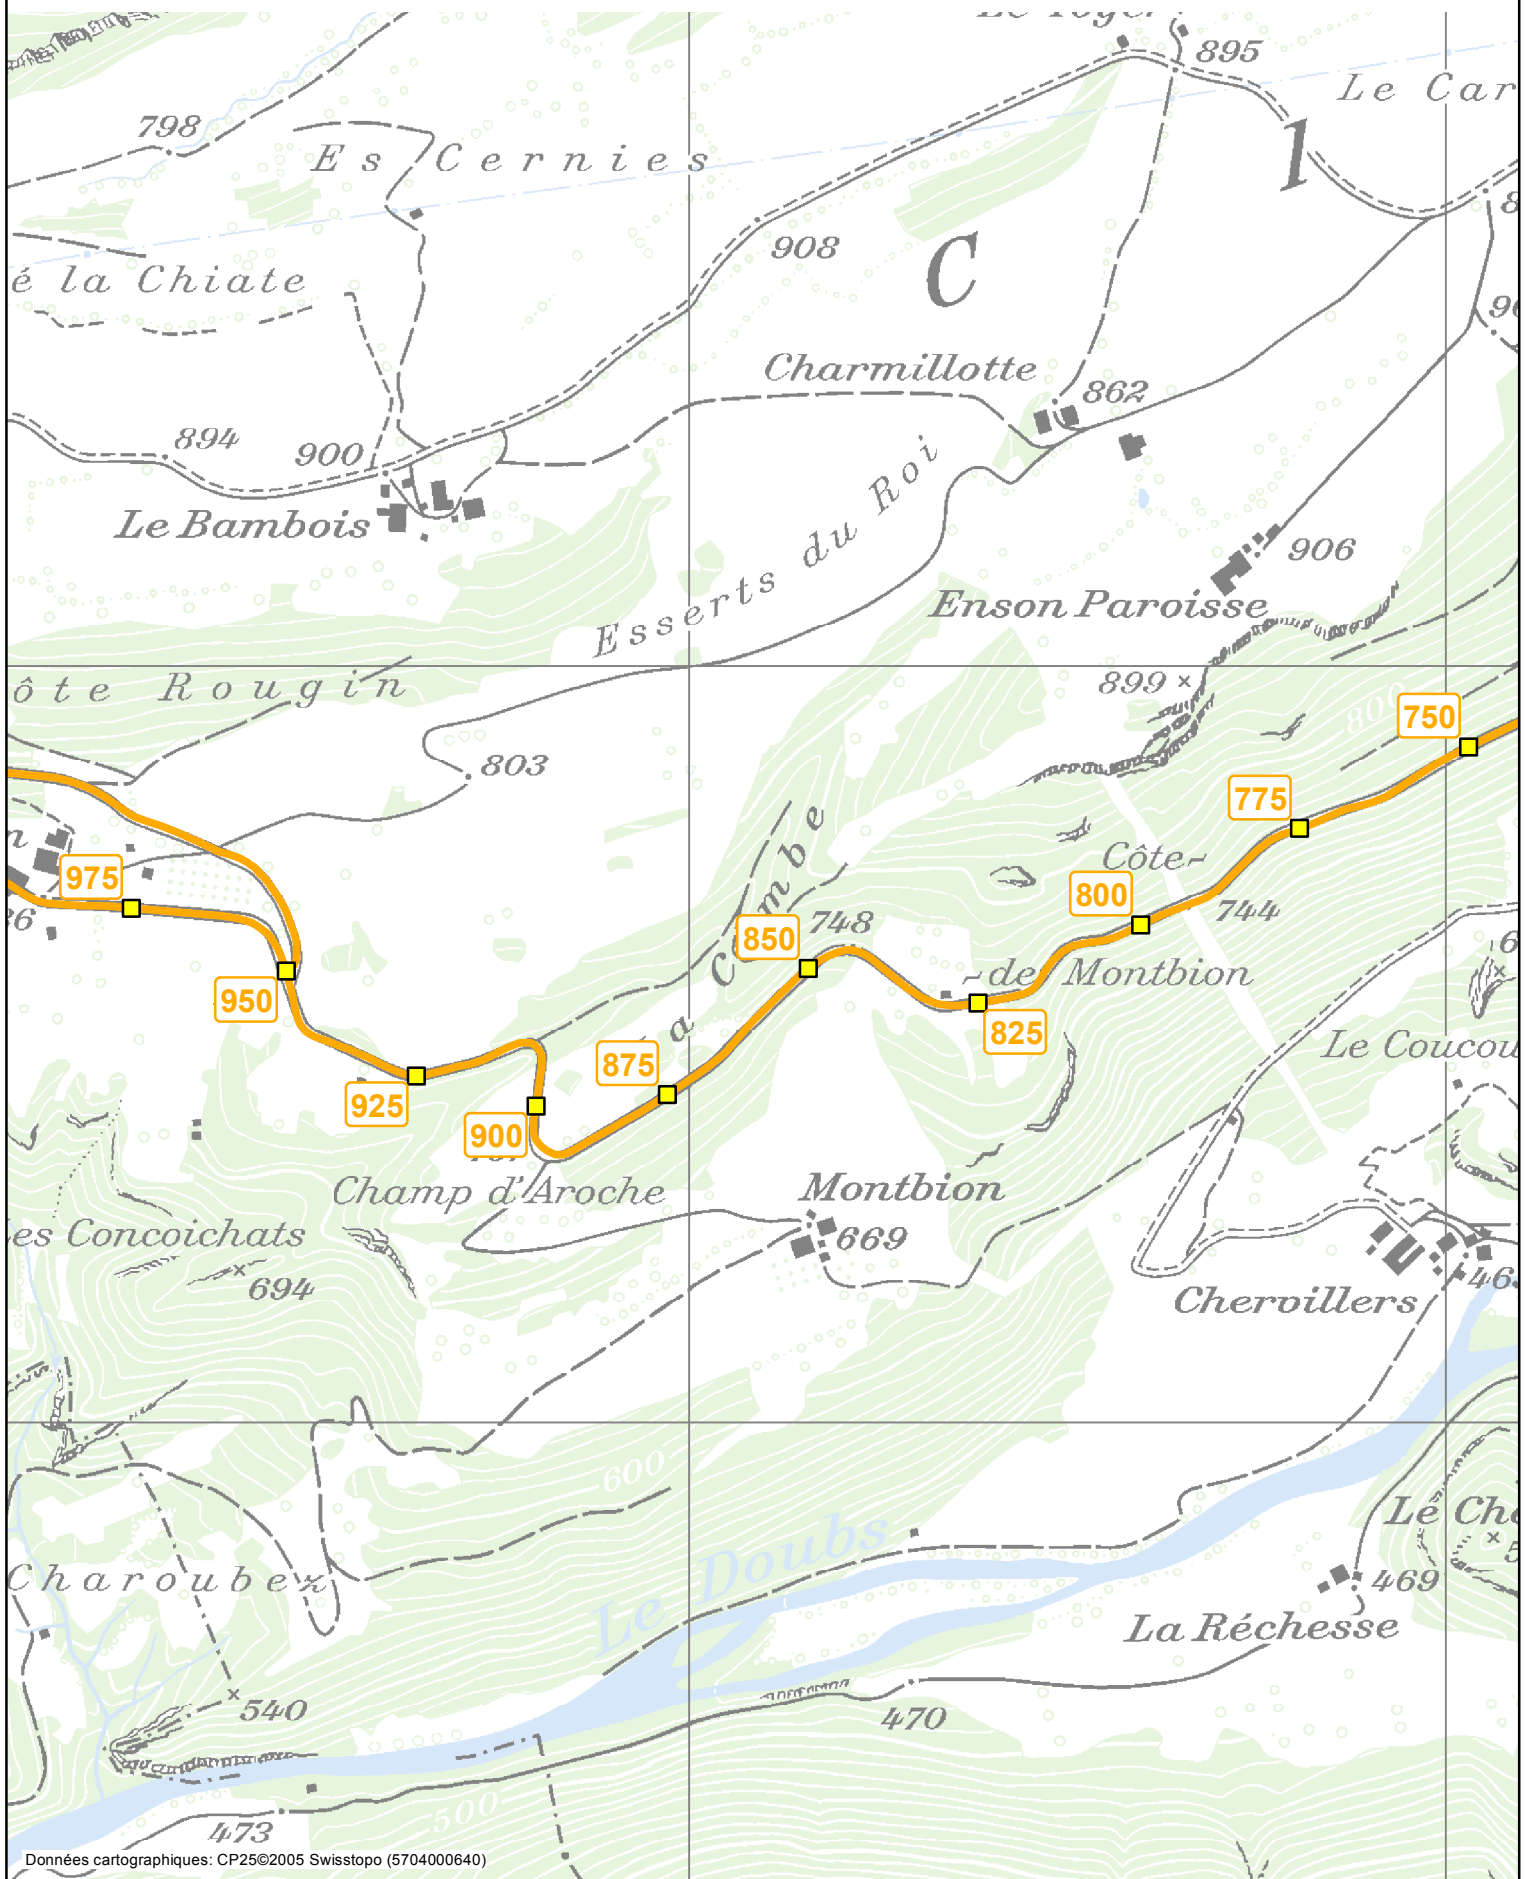 895
Le Car
798
Es Cernies
l
908
C
é la Chiate
Charmillotte
862
894
900
Le Bambois
Esserts du Roi
906
Enson Paroisse
899
ôte Rougin
800
750
803
775
a Combe
Côte-
975
800
748
744
850
-de Montbion
950
825
875
Le Coucou
925
900
Champ d'Aroche
Montbion
669
es Concoichats
694
Chervillers
600
Le Doubs
Charoubez
469
La Réchesse
540
470
500
473
Données cartographiques: CP25©2005 Swisstopo (5704000640)